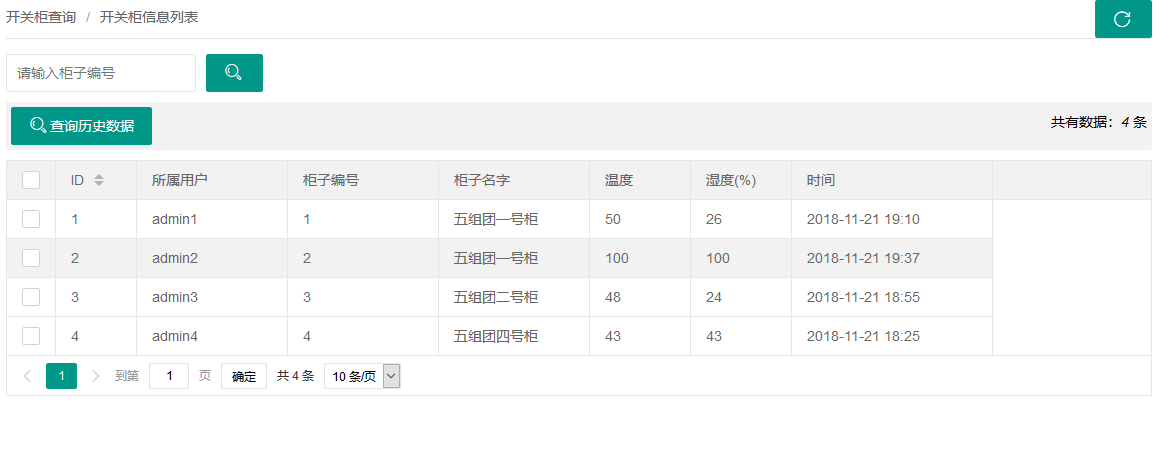 开关柜查询 / 开关柜信息列表
请输入柜子编号
查询历史数据 共有数据：4 条
ID 所属用户 柜子编号 柜子名字 温度 湿度(%) 时间
1 admin1 1 五组团一号柜 50 26 2018-11-21 19:10
2 admin2 2 五组团一号柜 100 100 2018-11-21 19:37
3 admin3 3 五组团二号柜 48 24 2018-11-21 18:55
4 admin4 4 五组团四号柜 43 43 2018-11-21 18:25
1 到第 1 页 确定 共 4 条 10 条/页